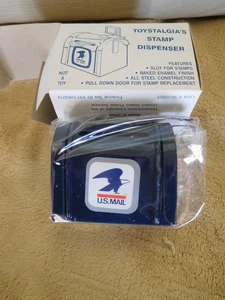 TOYSTALGIA'S
STAMP
DISPENSER
FEATURES
• SLOT FOR STAMPS
• BAKED ENAMEL FINISH
• ALL STEEL CONSTRUCTION
• PULL DOWN DOOR FOR STAMP REPLACEMENT
NOT
A
TOY
U.S.MAIL